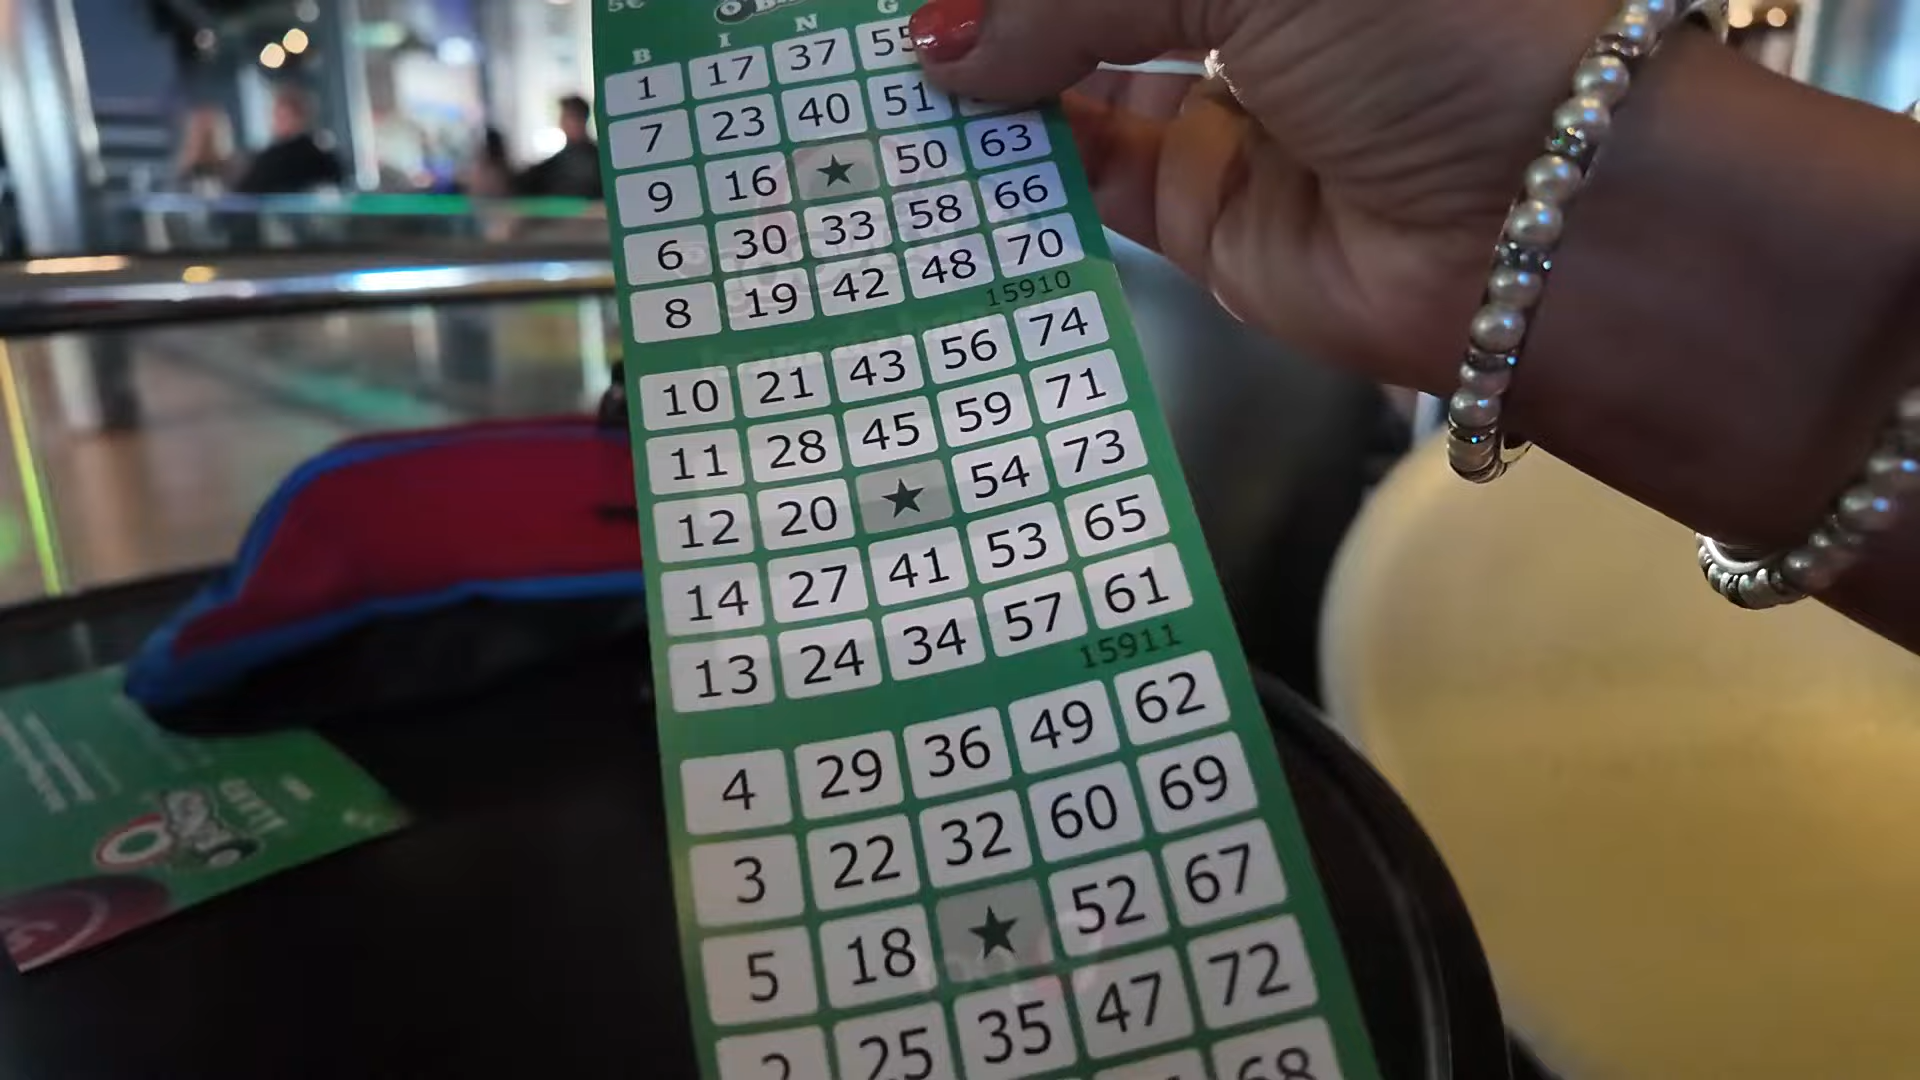 5€
B I N G
1 17 37 55
7 23 40 51
9 16 ★ 50 63
6 30 33 58 66
8 19 42 48 70
15910
10 21 43 56 74
11 28 45 59 71
12 20 ★ 54 73
14 27 41 53 65
13 24 34 57 61
15911
4 29 36 49 62
3 22 32 60 69
5 18 ★ 52 67
2 25 35 47 72
68